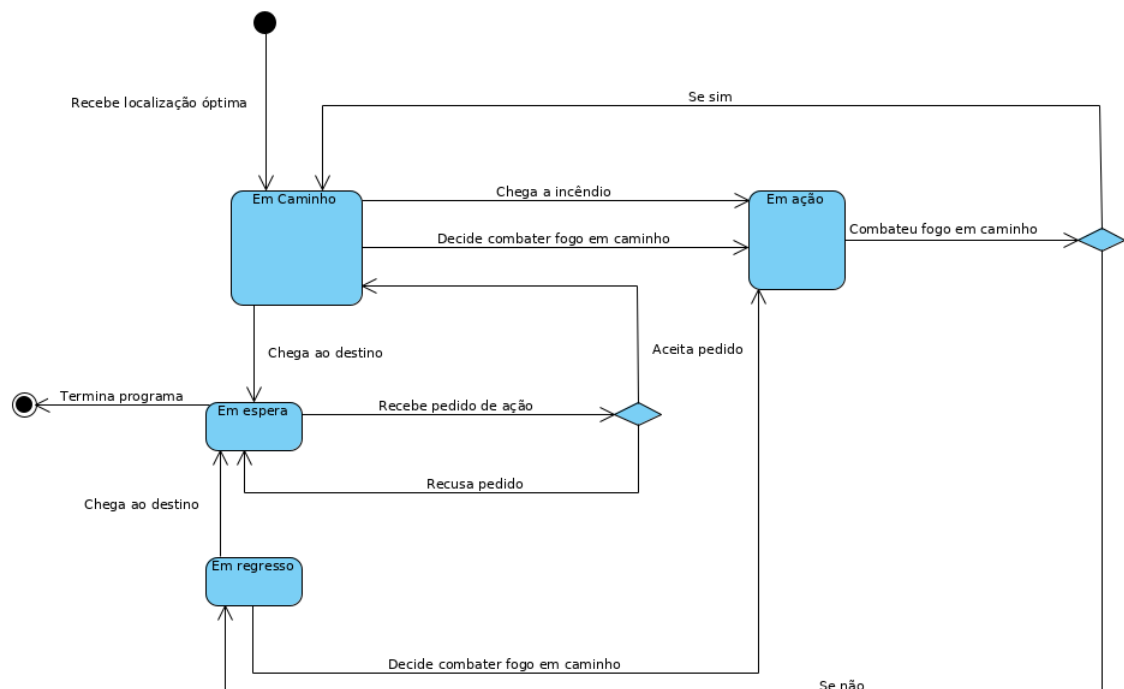 Recebe localização óptima
Se sim
Em Caminho
Chega a incêndio
Em ação
Decide combater fogo em caminho
Combateu fogo em caminho
Chega ao destino
Aceita pedido
Termina programa
Em espera
Recebe pedido de ação
Recusa pedido
Chega ao destino
Em regresso
Decide combater fogo em caminho
Se não